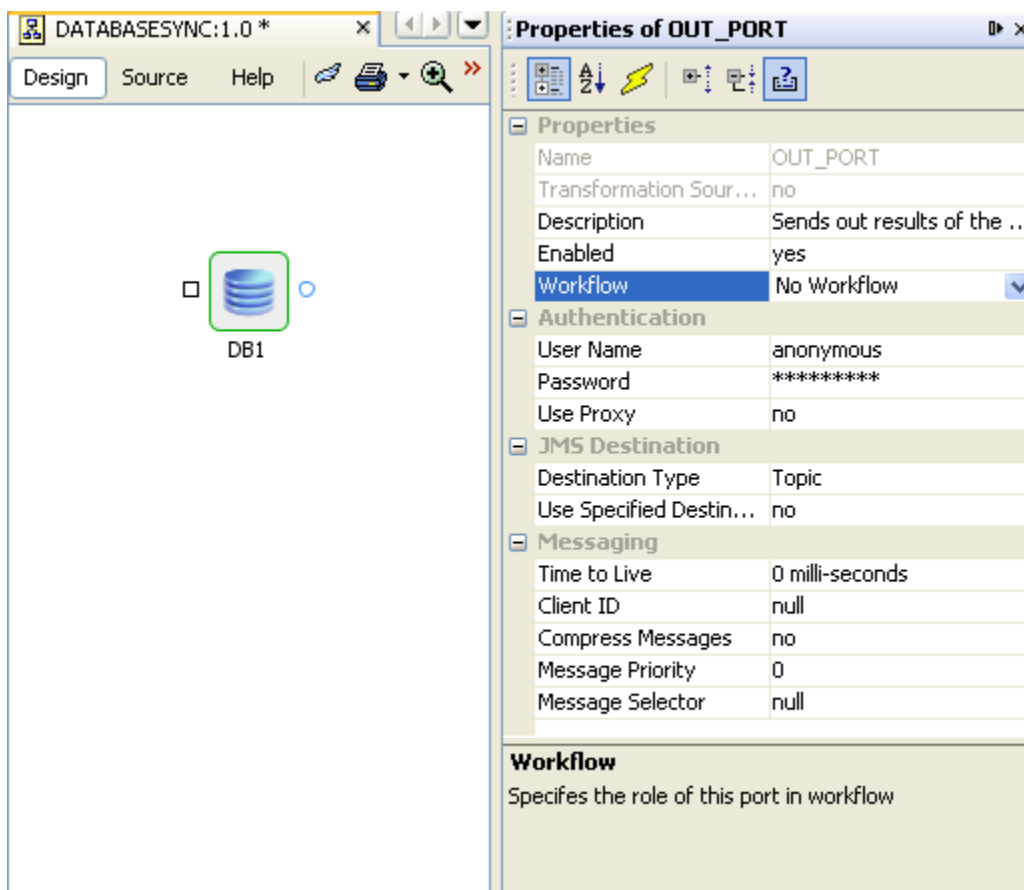 DATABASESYNC:1.0 *
Design Source Help
DB1
Properties of OUT_PORT
Properties
Name OUT_PORT
Transformation Sour... no
Description Sends out results of the ...
Enabled yes
Workflow No Workflow
Authentication
User Name anonymous
Password *********
Use Proxy no
JMS Destination
Destination Type Topic
Use Specified Destin... no
Messaging
Time to Live 0 milli-seconds
Client ID null
Compress Messages no
Message Priority 0
Message Selector null
Workflow
Specifes the role of this port in workflow